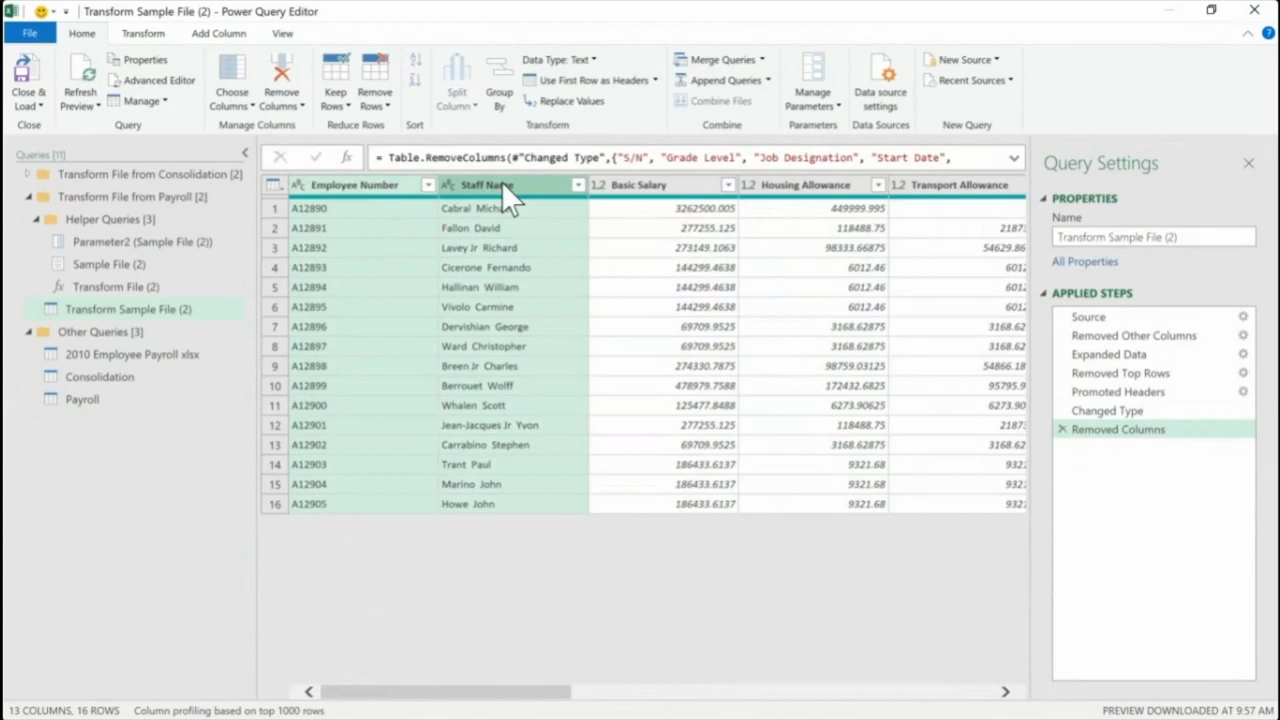 Transform Sample File (2) - Power Query Editor
File Home Transform Add Column View
Close & Load
Refresh Preview
Properties
Advanced Editor
Manage
Choose Columns
Remove Columns
Keep Rows
Remove Rows
Split Column
Group By
Data Type: Text
Use First Row as Headers
Replace Values
Merge Queries
Append Queries
Combine Files
Manage Parameters
Data source settings
New Source
Recent Sources
Close Query Manage Columns Reduce Rows Sort Transform Combine Parameters Data Sources New Query
Queries [11]
Transform File from Consolidation [2]
Transform File from Payroll [2]
Helper Queries [3]
Parameter2 (Sample File (2))
Sample File (2)
fx Transform File (2)
Transform Sample File (2)
Other Queries [3]
2010 Employee Payroll xlsx
Consolidation
Payroll
fx = Table.RemoveColumns(#"Changed Type",{"S/N", "Grade Level", "Job Designation", "Start Date",
Employee Number Staff 1.2 Basic Salary 1.2 Housing Allowance 1.2 Transport Allowance
1 A12890 Cabral 3262500.005 449999.995
2 A12891 Fallon David 277255.125 118488.75 2187
3 A12892 Lavey Jr Richard 273149.1063 98333.66875 54629.86
4 A12893 Cicerone Fernando 144299.4638 6012.46 6012
5 A12894 Hallinan William 144299.4638 6012.46 6012
6 A12895 Vivolo Carmine 144299.4638 6012.46 6012
7 A12896 Dervishian George 69709.9525 3168.62875 3168.62
8 A12897 Ward Christopher 69709.9525 3168.62875 3168.62
9 A12898 Breen Jr Charles 274330.7875 98759.03125 54866.18
10 A12899 Berrouet Wolff 478979.7588 172432.6825 95795.9
11 A12900 Whalen Scott 125477.8488 6273.90625 6273.90
12 A12901 Jean-Jacques Jr Yvon 277255.125 118488.75 2187
13 A12902 Carrabino Stephen 69709.9525 3168.62875 3168.62
14 A12903 Trant Paul 186433.6137 9321.68 932
15 A12904 Marino John 186433.6137 9321.68 932
16 A12905 Howe John 186433.6137 9321.68 932
Query Settings
PROPERTIES
Name
Transform Sample File (2)
All Properties
APPLIED STEPS
Source
Removed Other Columns
Expanded Data
Removed Top Rows
Promoted Headers
Changed Type
Removed Columns
13 COLUMNS, 16 ROWS Column profiling based on top 1000 rows PREVIEW DOWNLOADED AT 9:57 AM